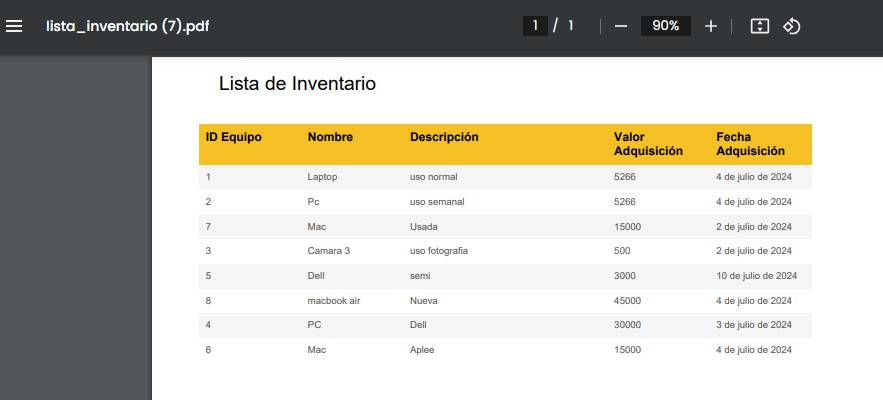 lista_inventario (7).pdf
1 / 1
90%
Lista de Inventario
ID Equipo Nombre Descripción Valor Adquisición Fecha Adquisición
1 Laptop uso normal 5266 4 de julio de 2024
2 Pc uso semanal 5266 4 de julio de 2024
7 Mac Usada 15000 2 de julio de 2024
3 Camara 3 uso fotografia 500 2 de julio de 2024
5 Dell semi 3000 10 de julio de 2024
8 macbook air Nueva 45000 4 de julio de 2024
4 PC Dell 30000 3 de julio de 2024
6 Mac Aplee 15000 4 de julio de 2024